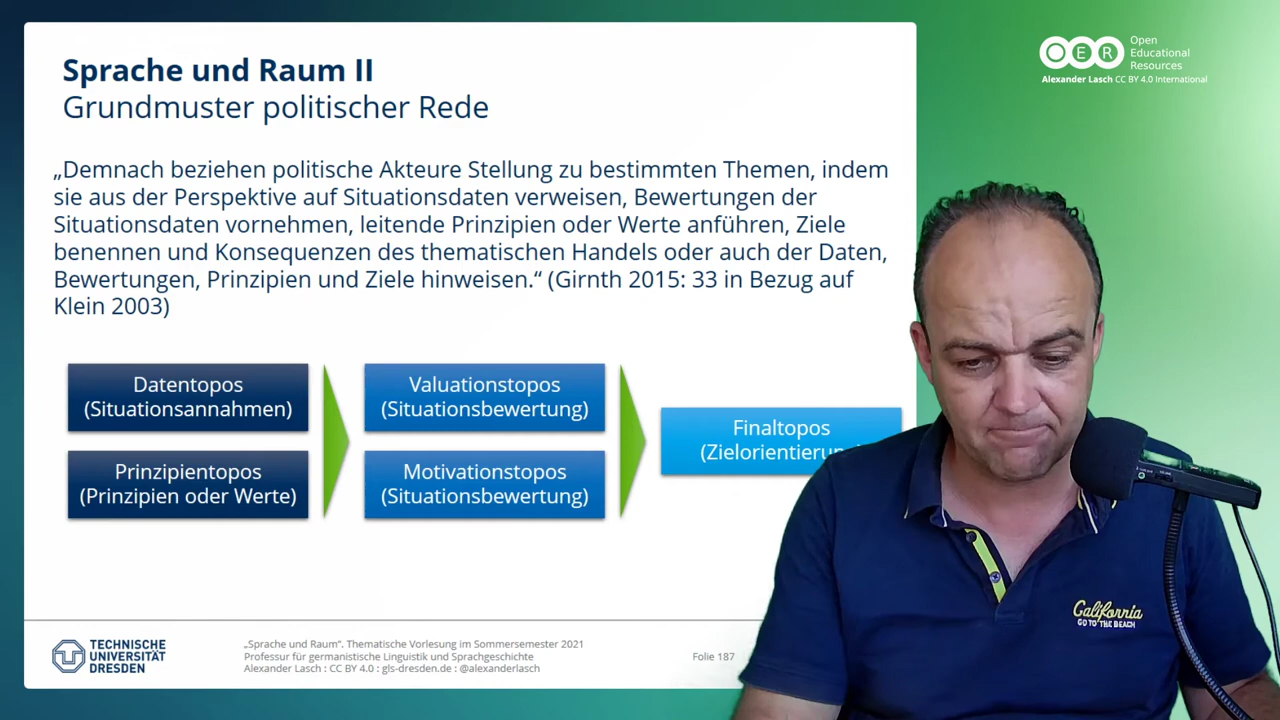 Sprache und Raum II
Grundmuster politischer Rede
„Demnach beziehen politische Akteure Stellung zu bestimmten Themen, indem
sie aus der Perspektive auf Situationsdaten verweisen, Bewertungen der
Situationsdaten vornehmen, leitende Prinzipien oder Werte anführen, Ziele
benennen und Konsequenzen des thematischen Handels oder auch der Daten,
Bewertungen, Prinzipien und Ziele hinweisen.“ (Girnth 2015: 33 in Bezug auf
Klein 2003)
Datentopos
(Situationsannahmen)
Prinzipientopos
(Prinzipien oder Werte)
Valuationstopos
(Situationsbewertung)
Motivationstopos
(Situationsbewertung)
Finaltopos
TECHNISCHE
UNIVERSITÄT
DRESDEN
„Sprache und Raum“. Thematische Vorlesung im Sommersemester 2021
Professur für germanistische Linguistik und Sprachgeschichte
Alexander Lasch : CC BY 4.0 : gls-dresden.de : @alexanderlasch
Folie 187
OER
Open
Educational
Resources
Alexander Lasch CC BY 4.0 International
California
GO TO THE BEACH